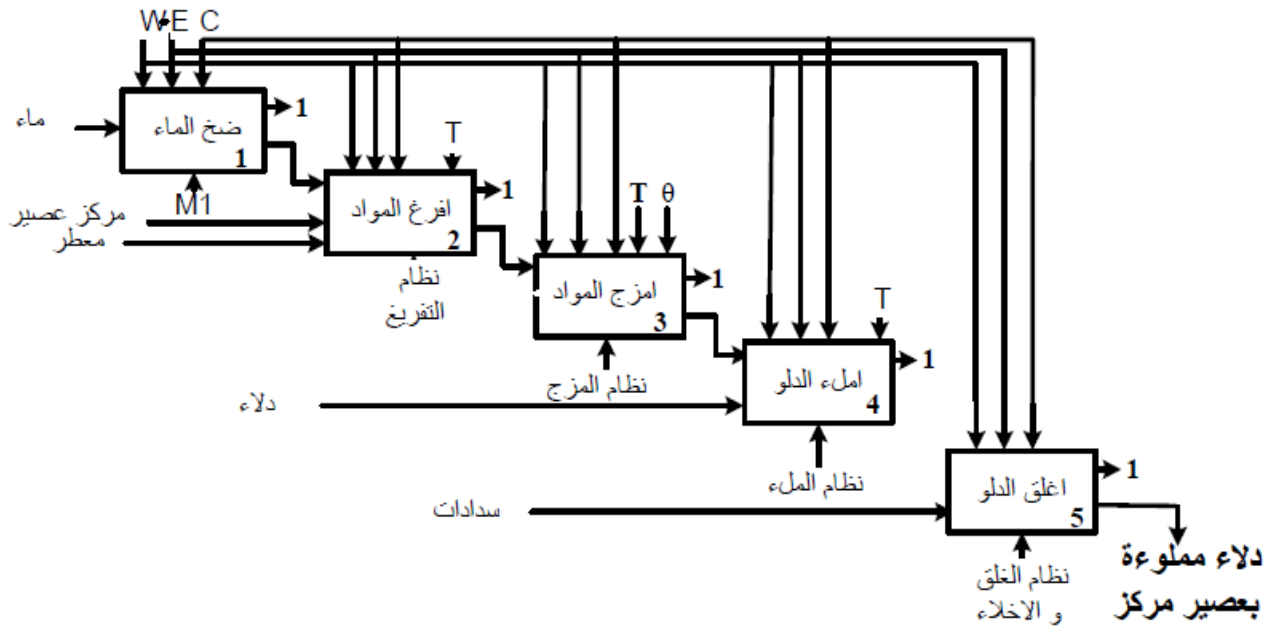 W E C
1
ماء
ضخ الماء
1
M1
T
1
مركز عصير
معطر
افرغ المواد
2
نظام
التفريغ
T θ
1
امزج المواد
3
نظام المزج
T
1
املء الدلو
4
دلاء
نظام الملء
1
اغلق الدلو
5
سدادات
نظام الغلق
و الاخلاء
دلاء مملوءة
بعصير مركز